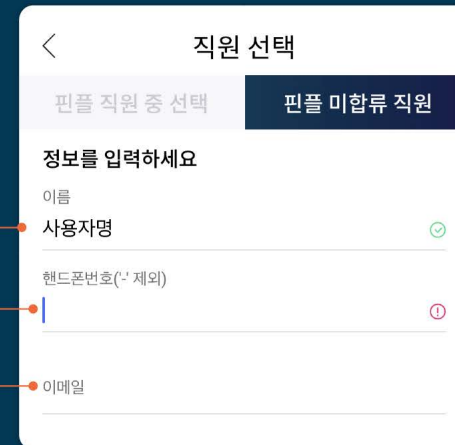 직원 선택
핀플 직원 중 선택
핀플 미합류 직원
정보를 입력하세요
이름
사용자명
핸드폰번호('-' 제외)
이메일